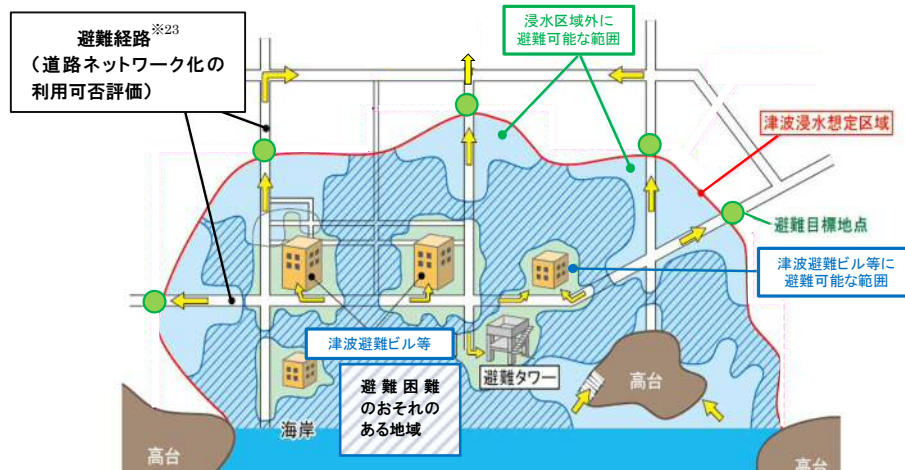 避難経路※23
（道路ネットワーク化の
利用可否評価）
浸水区域外に
避難可能な範囲
津波浸水想定区域
避難目標地点
津波避難ビル等に
避難可能な範囲
津波避難ビル等
避難タワー
避難困難
のおそれの
ある地域
高台
海岸
高台
高台